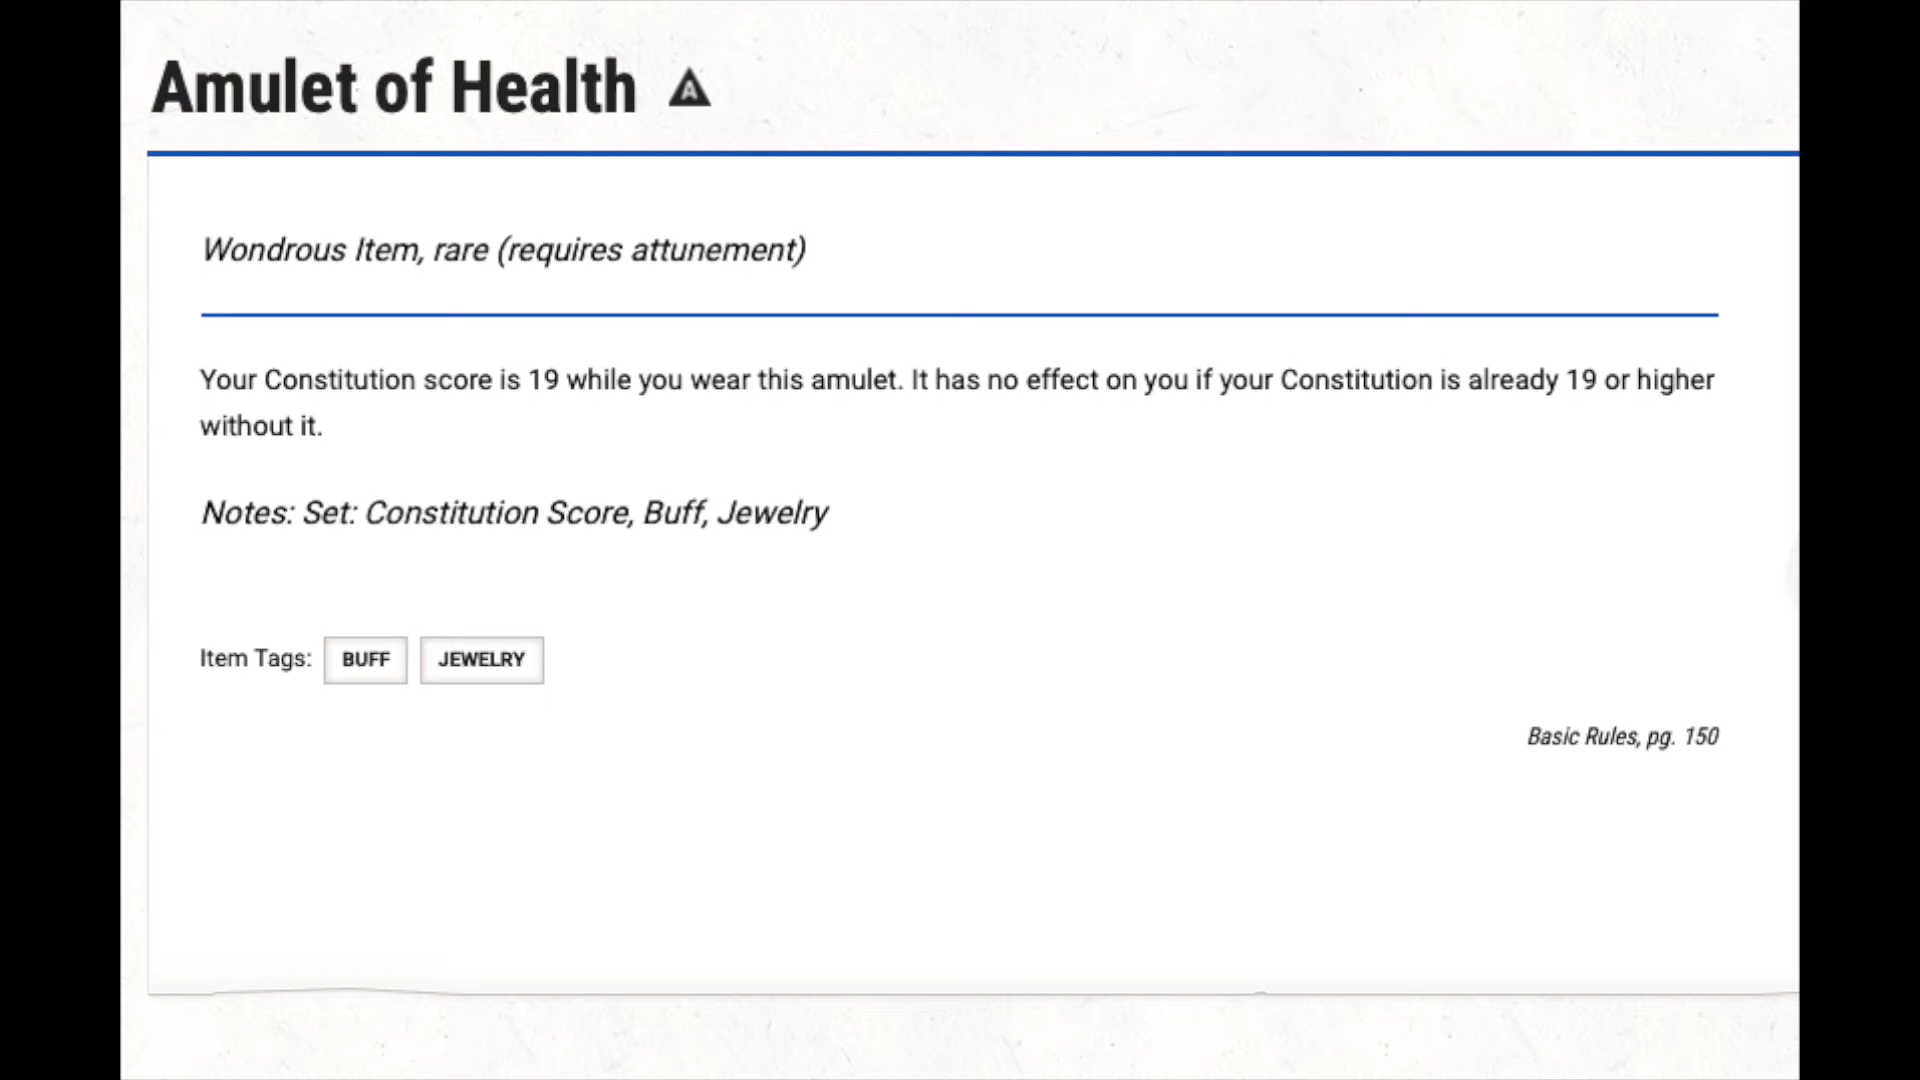 Amulet of Health A
Wondrous Item, rare (requires attunement)
Your Constitution score is 19 while you wear this amulet. It has no effect on you if your Constitution is already 19 or higher
without it.
Notes: Set: Constitution Score, Buff, Jewelry
Item Tags: BUFF JEWELRY
Basic Rules, pg. 150